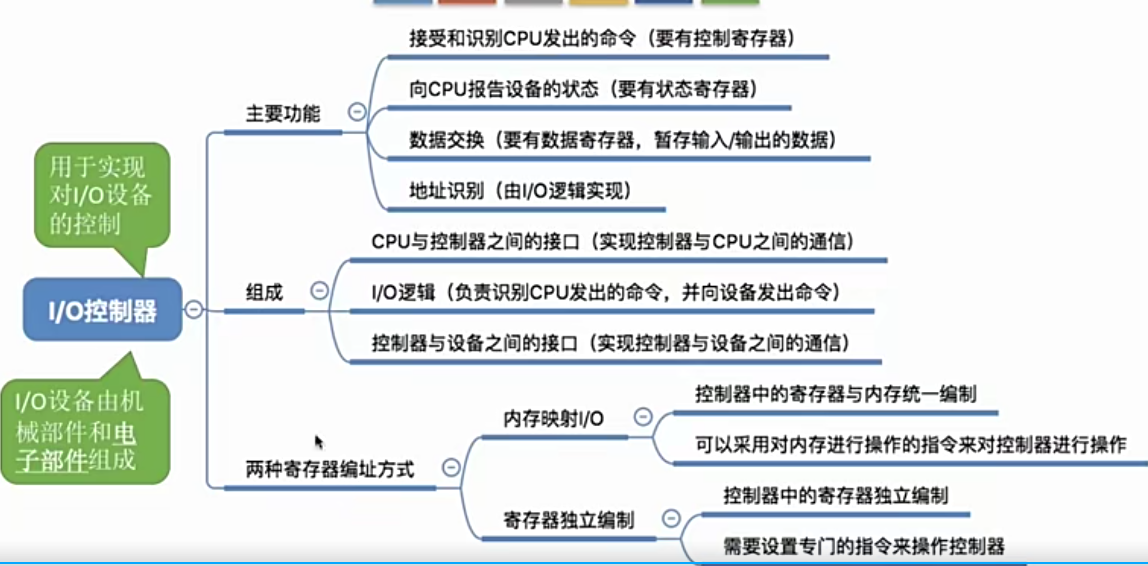 接受和识别CPU发出的命令（要有控制寄存器）
向CPU报告设备的状态（要有状态寄存器）
主要功能
数据交换（要有数据寄存器，暂存输入/输出的数据）
地址识别（由I/O逻辑实现）
用于实现
对I/O设备
的控制
CPU与控制器之间的接口（实现控制器与CPU之间的通信）
组成
I/O逻辑（负责识别CPU发出的命令，并向设备发出命令）
I/O控制器
控制器与设备之间的接口（实现控制器与设备之间的通信）
I/O设备由机
械部件和电
子部件组成
控制器中的寄存器与内存统一编制
内存映射I/O
可以采用对内存进行操作的指令来对控制器进行操作
两种寄存器编址方式
控制器中的寄存器独立编制
寄存器独立编制
需要设置专门的指令来操作控制器